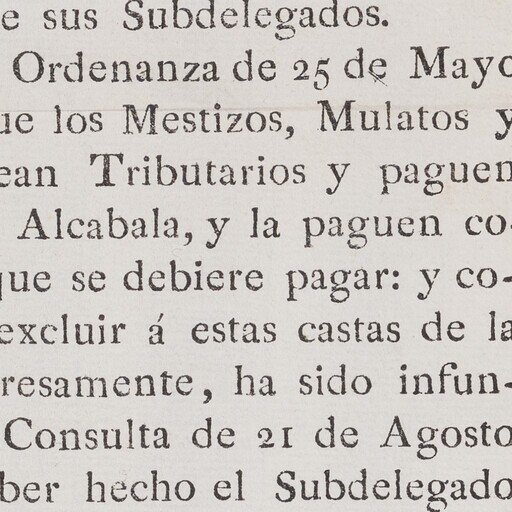 e sus Subdelegados.
Ordenanza de 25 de Mayo
ue los Mestizos, Mulatos y
ean Tributarios y paguen
Alcabala, y la paguen co-
que se debiere pagar: y co-
excluir á estas castas de la
resamente, ha sido infun-
Consulta de 21 de Agosto
ber hecho el Subdelegado